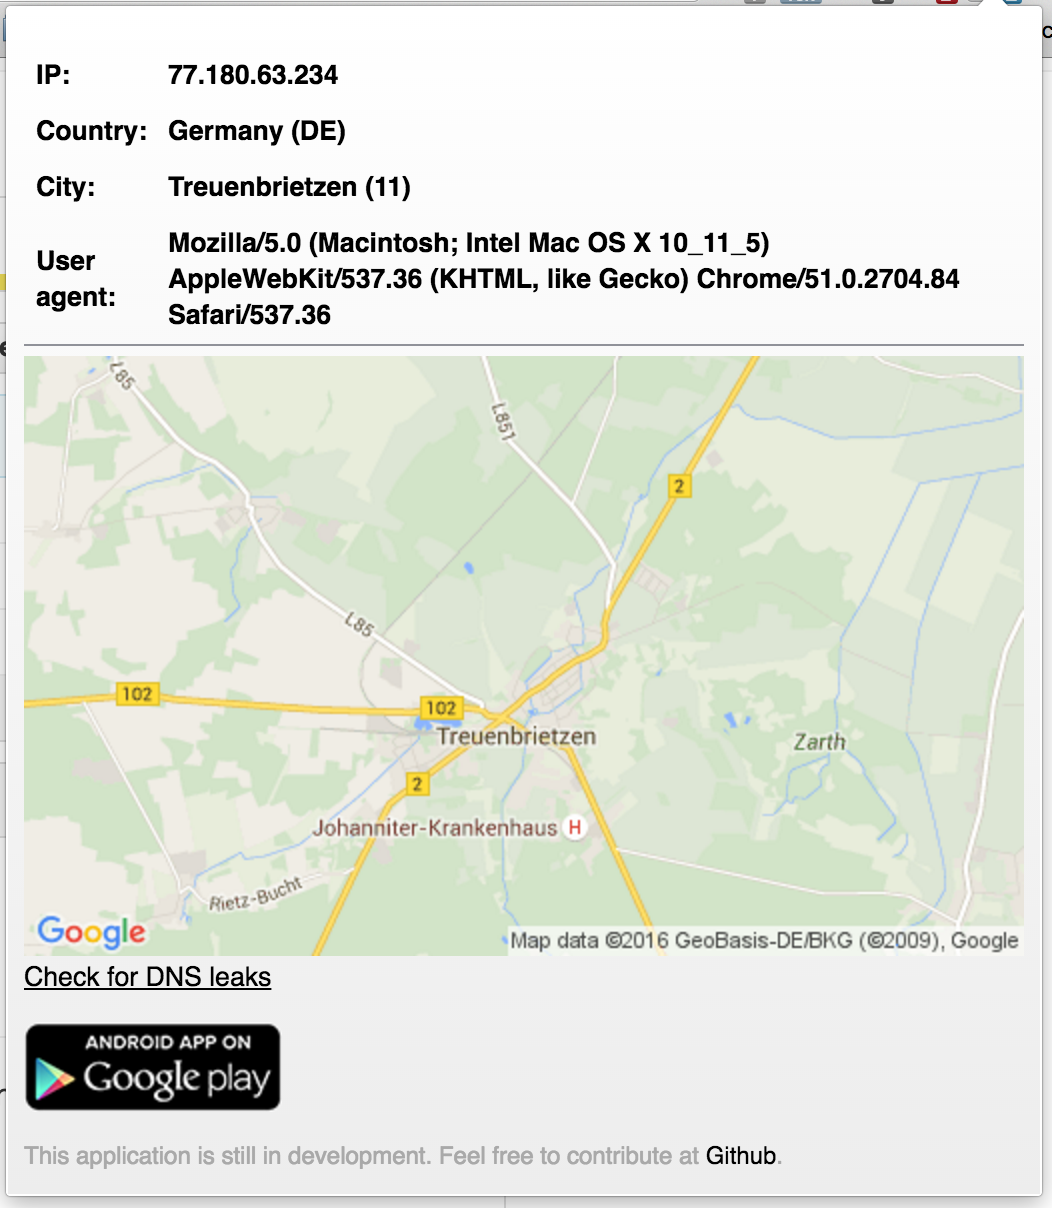 IP: 77.180.63.234
Country: Germany (DE)
City: Treuenbrietzen (11)
User agent: Mozilla/5.0 (Macintosh; Intel Mac OS X 10_11_5)
AppleWebKit/537.36 (KHTML, like Gecko) Chrome/51.0.2704.84
Safari/537.36
L85
L851
2
L85
102
102
Treuenbrietzen
Zarth
2
Johanniter-Krankenhaus H
Rietz-Bucht
Google
Map data ©2016 GeoBasis-DE/BKG (©2009), Google
Check for DNS leaks
ANDROID APP ON
Google play
This application is still in development. Feel free to contribute at Github.